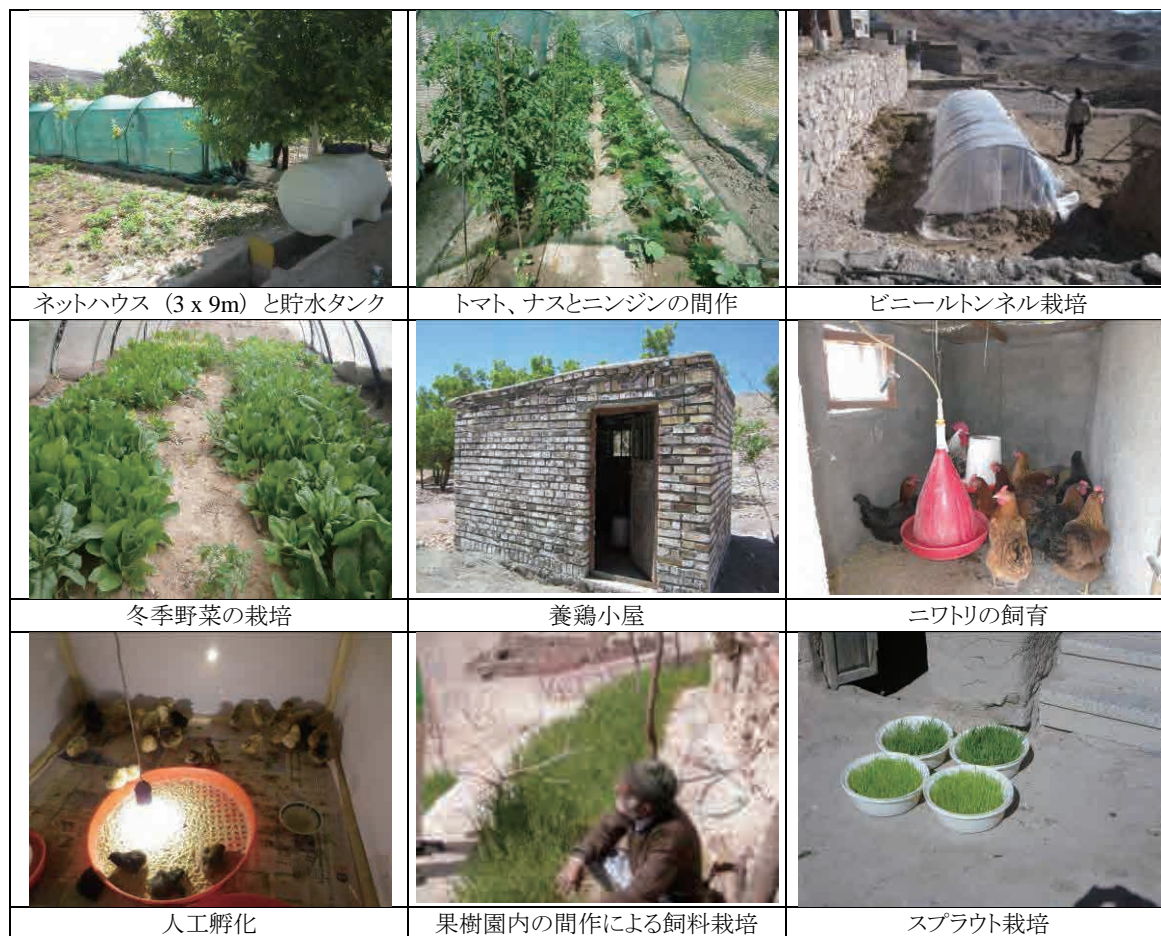 ネットハウス (3 x 9m) と貯水タンク
トマト、ナスとニンジンの間作
ビニールトンネル栽培
冬季野菜の栽培
養鶏小屋
ニワトリの飼育
人工孵化
果樹園内の間作による飼料栽培
スプラウト栽培